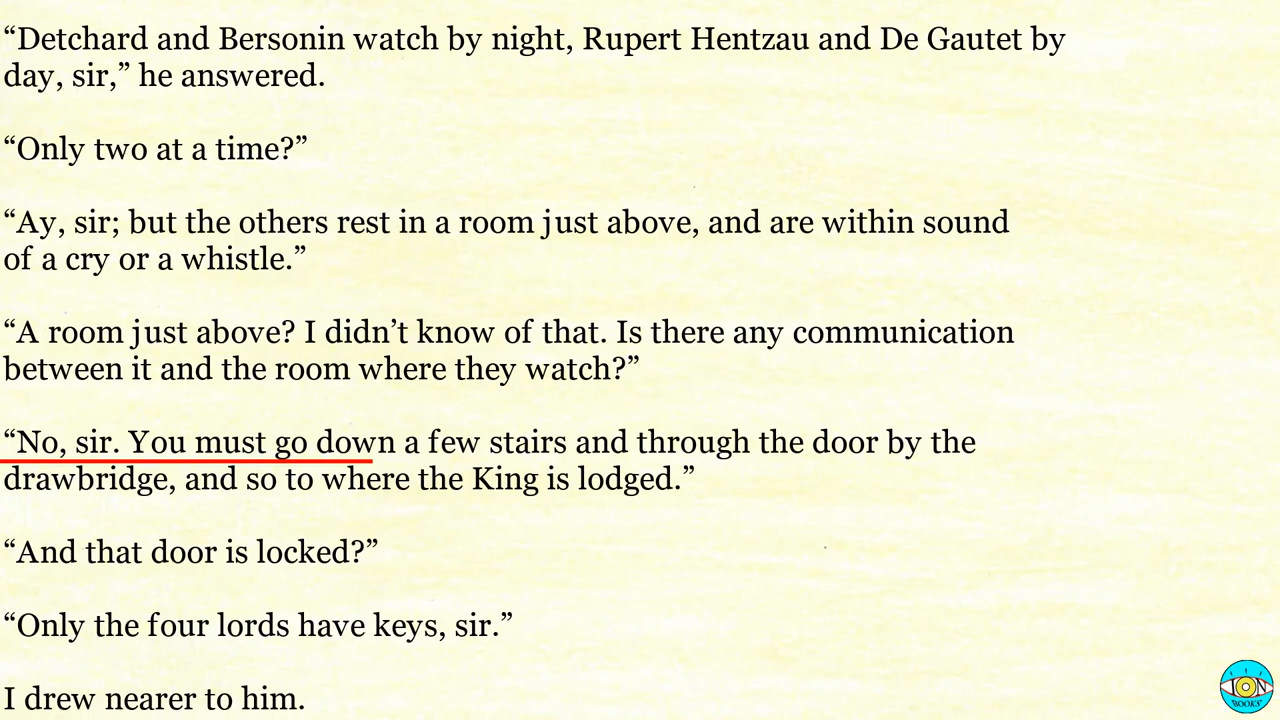 “Detchard and Bersonin watch by night, Rupert Hentzau and De Gautet by
day, sir,” he answered.
“Only two at a time?”
“Ay, sir; but the others rest in a room just above, and are within sound
of a cry or a whistle.”
“A room just above? I didn’t know of that. Is there any communication
between it and the room where they watch?”
“No, sir. You must go down a few stairs and through the door by the
drawbridge, and so to where the King is lodged.”
“And that door is locked?”
“Only the four lords have keys, sir.”
I drew nearer to him.
ION
BOOKS